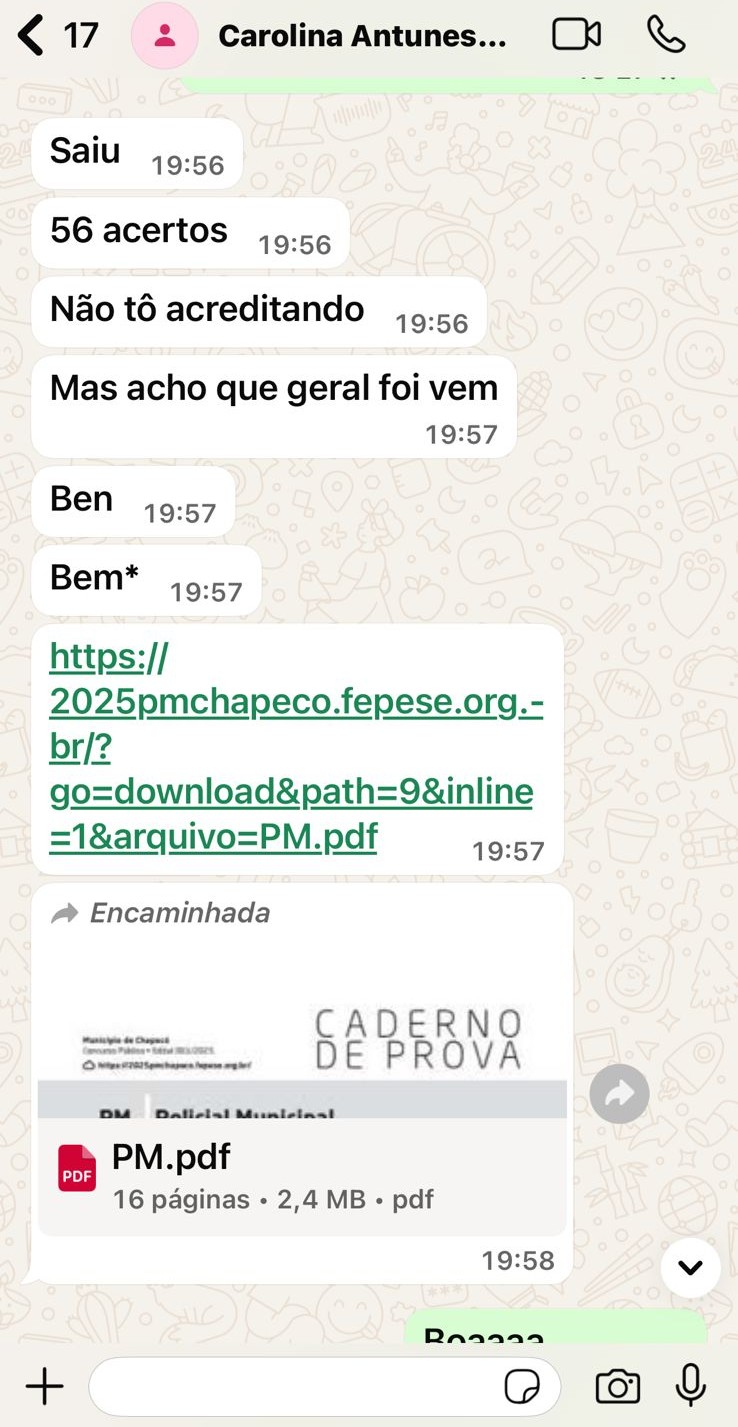 17 Carolina Antunes...
Saiu 19:56
56 acertos 19:56
Não tô acreditando 19:56
Mas acho que geral foi vem
19:57
Ben 19:57
Bem* 19:57
https://
2025pmchapeco.fepese.org.-
br/?
go=download&path=9&inline
=1&arquivo=PM.pdf 19:57
Encaminhada
CADERNO
DE PROVA
Município de Chapecó
Concurso Público • Edital 003/2025
https://2025pmchapeco.fepese.org.br/
PM Policial Municipal
PDF
PM.pdf
16 páginas • 2,4 MB • pdf
19:58
Boaaaa